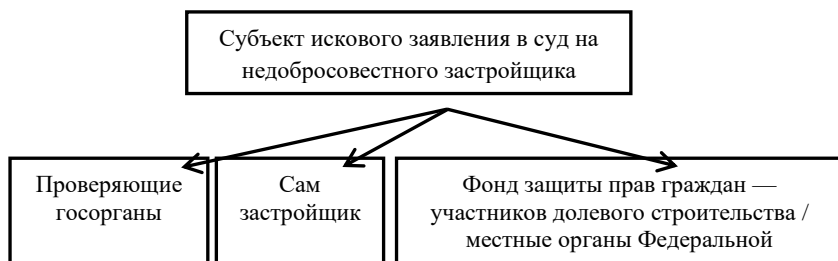 Субъект искового заявления в суд на
недобросовестного застройщика
Проверяющие
госорганы
Сам
застройщик
Фонд защиты прав граждан —
участников долевого строительства /
местные органы Федеральной